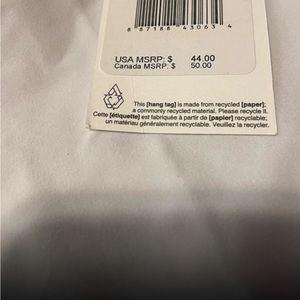 8 87188 43063 4
USA MSRP: $ 44.00
Canada MSRP: $ 50.00
This [hang tag] is made from recycled [paper];
a commonly recycled material. Please recycle it.
Cette [étiquette] est fabriquée à partir de [papier] recyclable;
un matériau généralement recyclable. Veuillez la recycler.